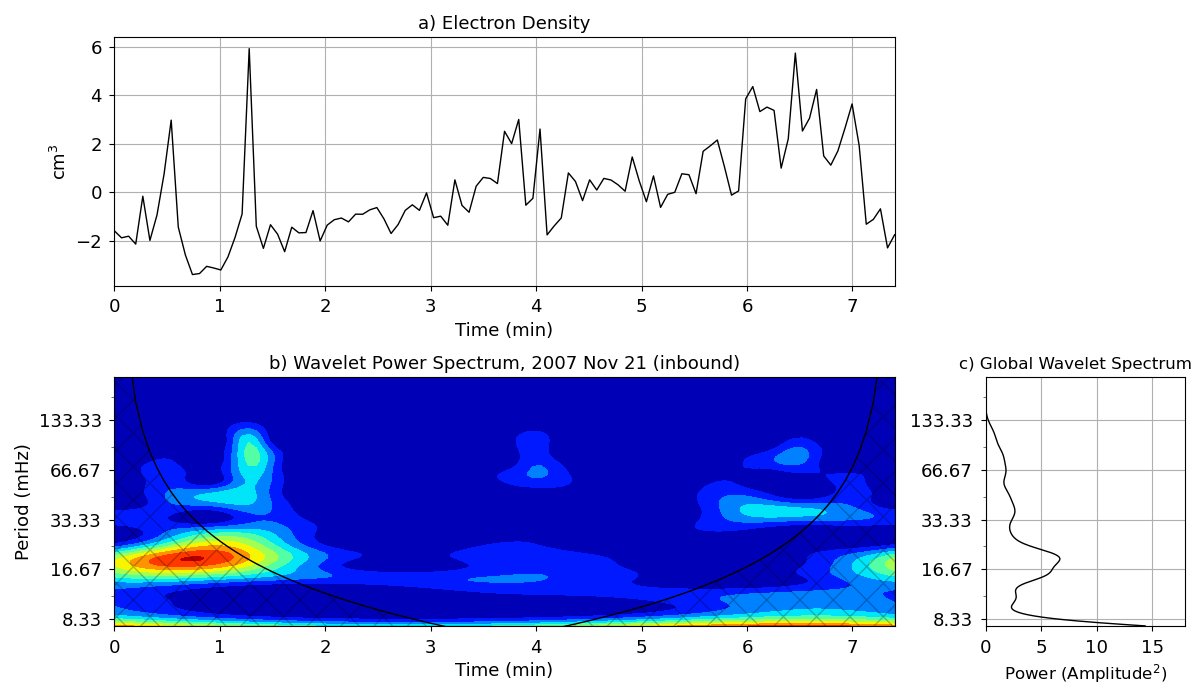 a) Electron Density
6
4
2
0
−2
cm³
0 1 2 3 4 5 6 7
Time (min)
b) Wavelet Power Spectrum, 2007 Nov 21 (inbound)
133.33
66.67
33.33
16.67
8.33
Period (mHz)
0 1 2 3 4 5 6 7
Time (min)
c) Global Wavelet Spectrum
133.33
66.67
33.33
16.67
8.33
0 5 10 15
Power (Amplitude²)